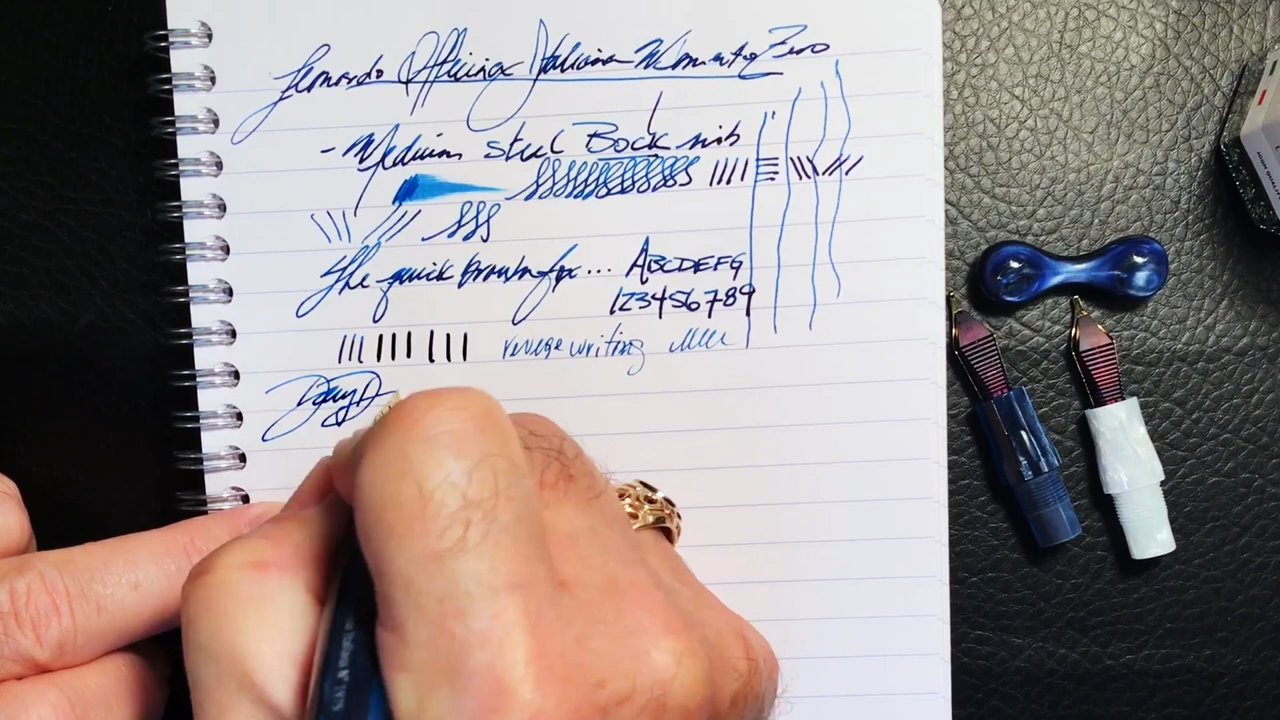 Leonardo Officina Italiana Momento Zero
- Medium steel Bock nib
The quick brown fox... ABCDEFG
123456789
reverse writing